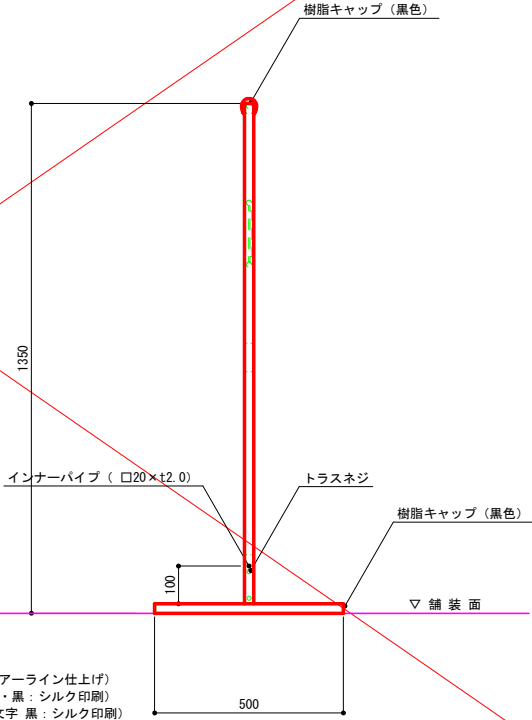 樹脂キャップ（黒色）
1350
インナーパイプ（ □20×t2.0）
トラスネジ
樹脂キャップ（黒色）
100
▽ 舗 装 面
アーライン仕上げ）
・黒：シルク印刷）
文字 黒：シルク印刷）
500